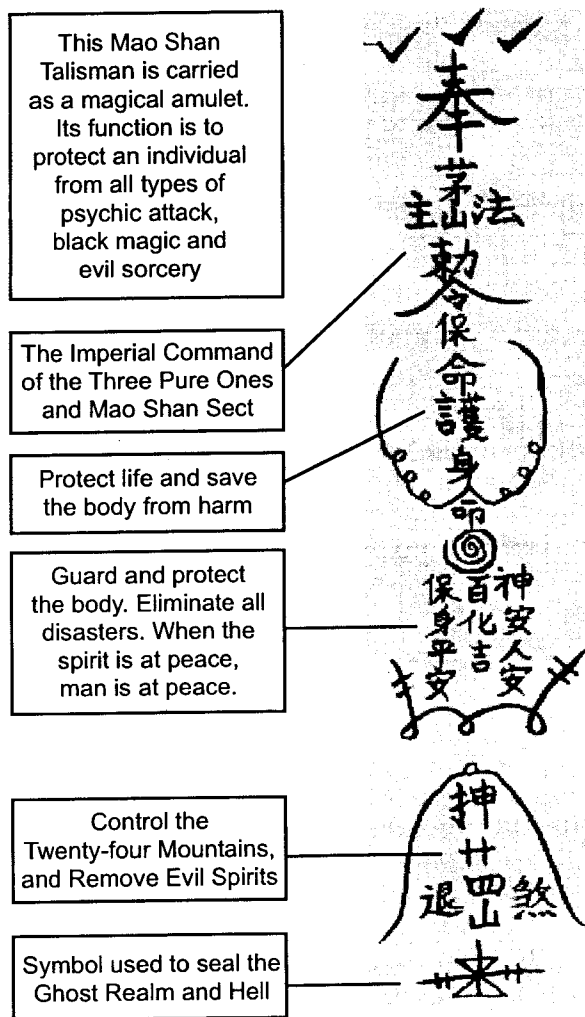 This Mao Shan
Talisman is carried
as a magical amulet.
Its function is to
protect an individual
from all types of
psychic attack,
black magic and
evil sorcery
The Imperial Command
of the Three Pure Ones
and Mao Shan Sect
Protect life and save
the body from harm
Guard and protect
the body. Eliminate all
disasters. When the
spirit is at peace,
man is at peace.
Control the
Twenty-four Mountains,
and Remove Evil Spirits
Symbol used to seal the
Ghost Realm and Hell
奉茅山勅令保命護身命
法
主
神安人安
百化吉
保身平安
抻廿四山
煞
退